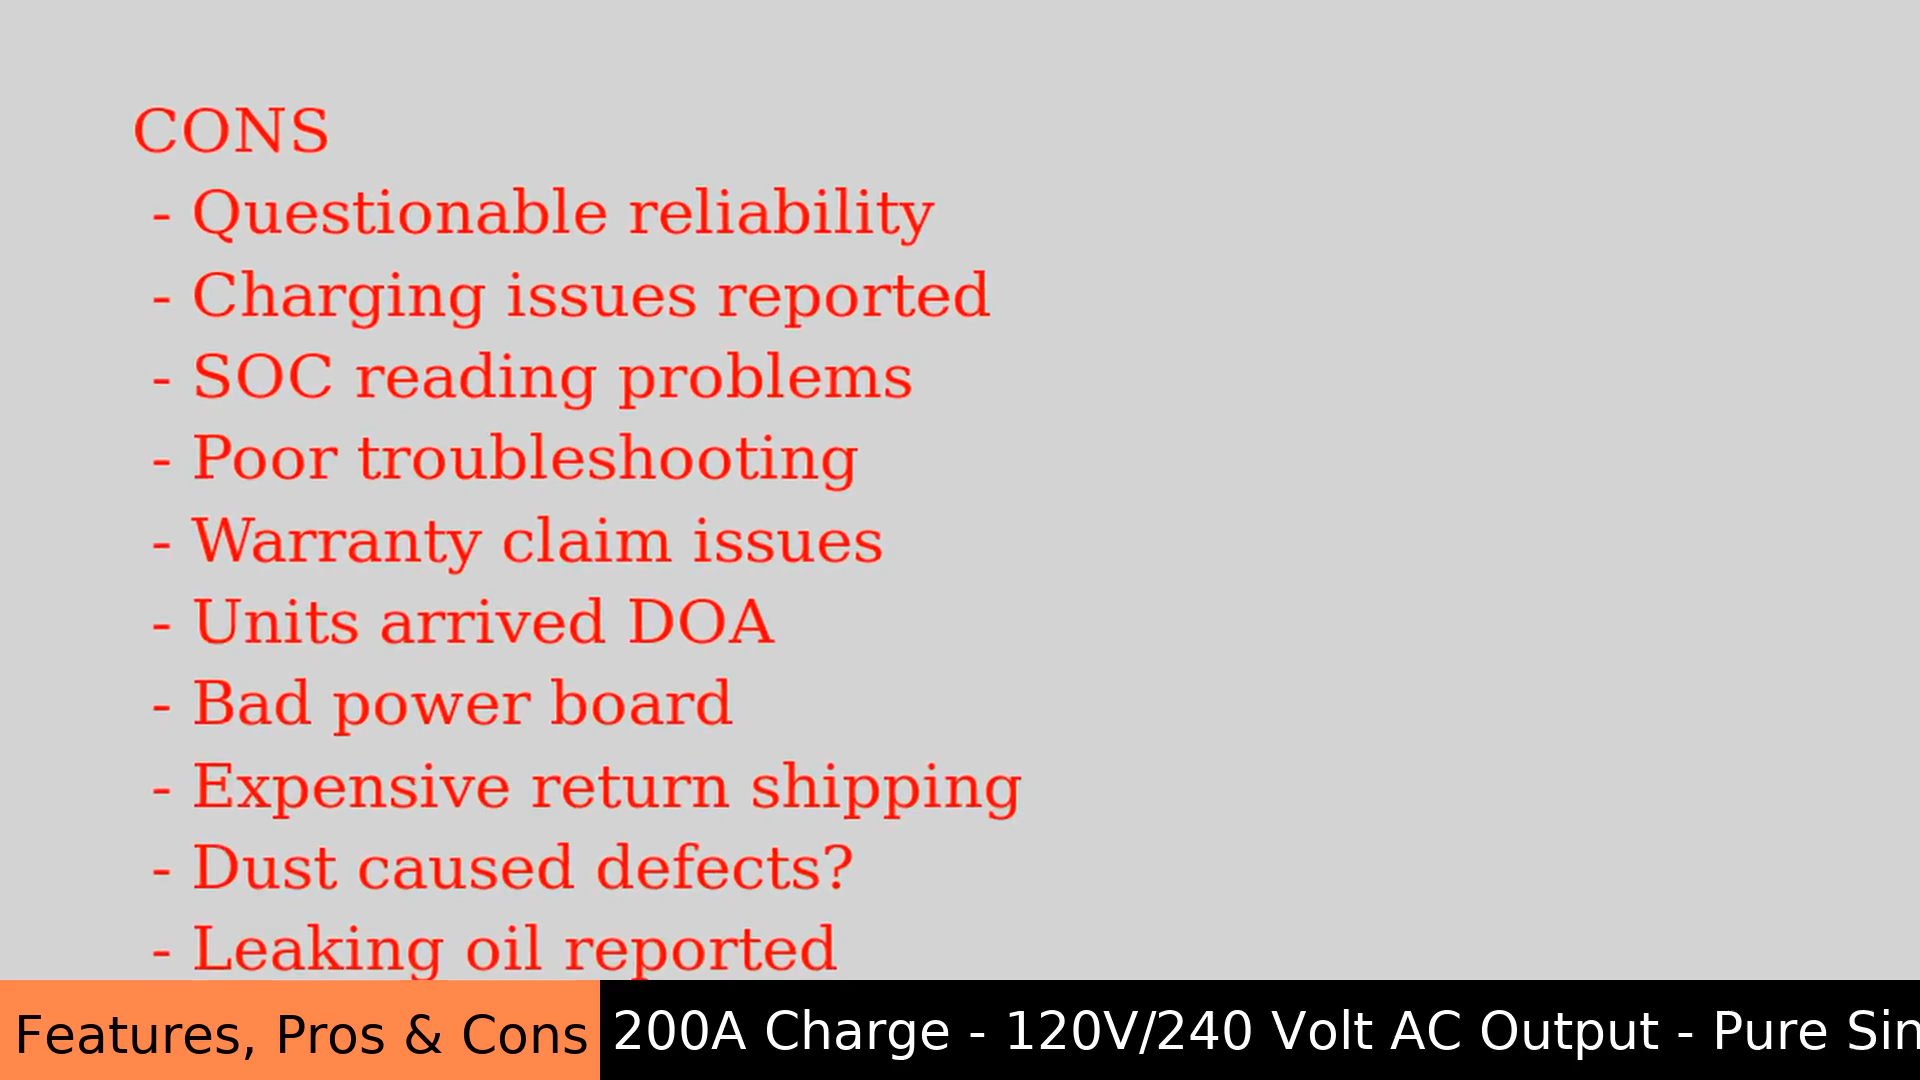 CONS
- Questionable reliability
- Charging issues reported
- SOC reading problems
- Poor troubleshooting
- Warranty claim issues
- Units arrived DOA
- Bad power board
- Expensive return shipping
- Dust caused defects?
- Leaking oil reported
Features, Pros & Cons
200A Charge - 120V/240 Volt AC Output - Pure Sin